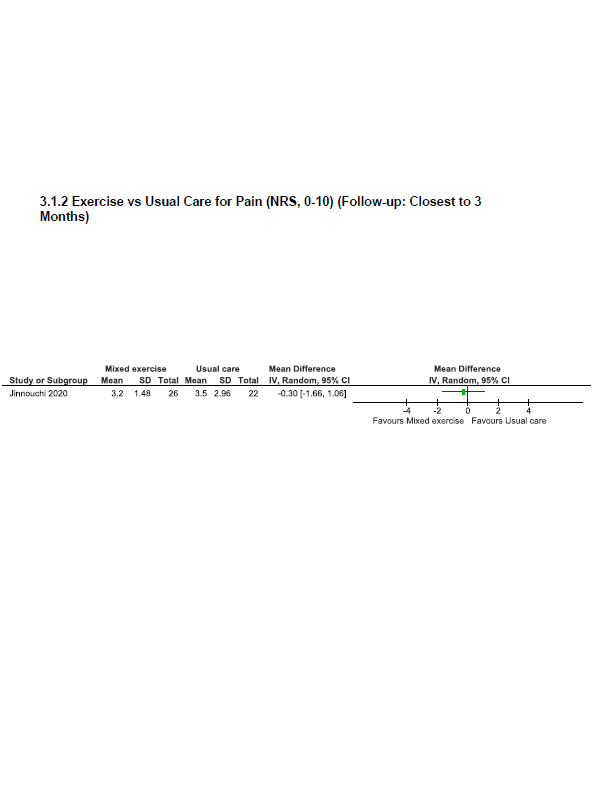 3.1.2 Exercise vs Usual Care for Pain (NRS, 0-10) (Follow-up: Closest to 3
Months)
Mixed exercise Usual care Mean Difference Mean Difference
Study or Subgroup Mean SD Total Mean SD Total IV, Random, 95% CI IV, Random, 95% CI
Jinnouchi 2020 3.2 1.48 26 3.5 2.96 22 -0.30 [-1.66, 1.06]
-4 -2 0 2 4
Favours Mixed exercise Favours Usual care